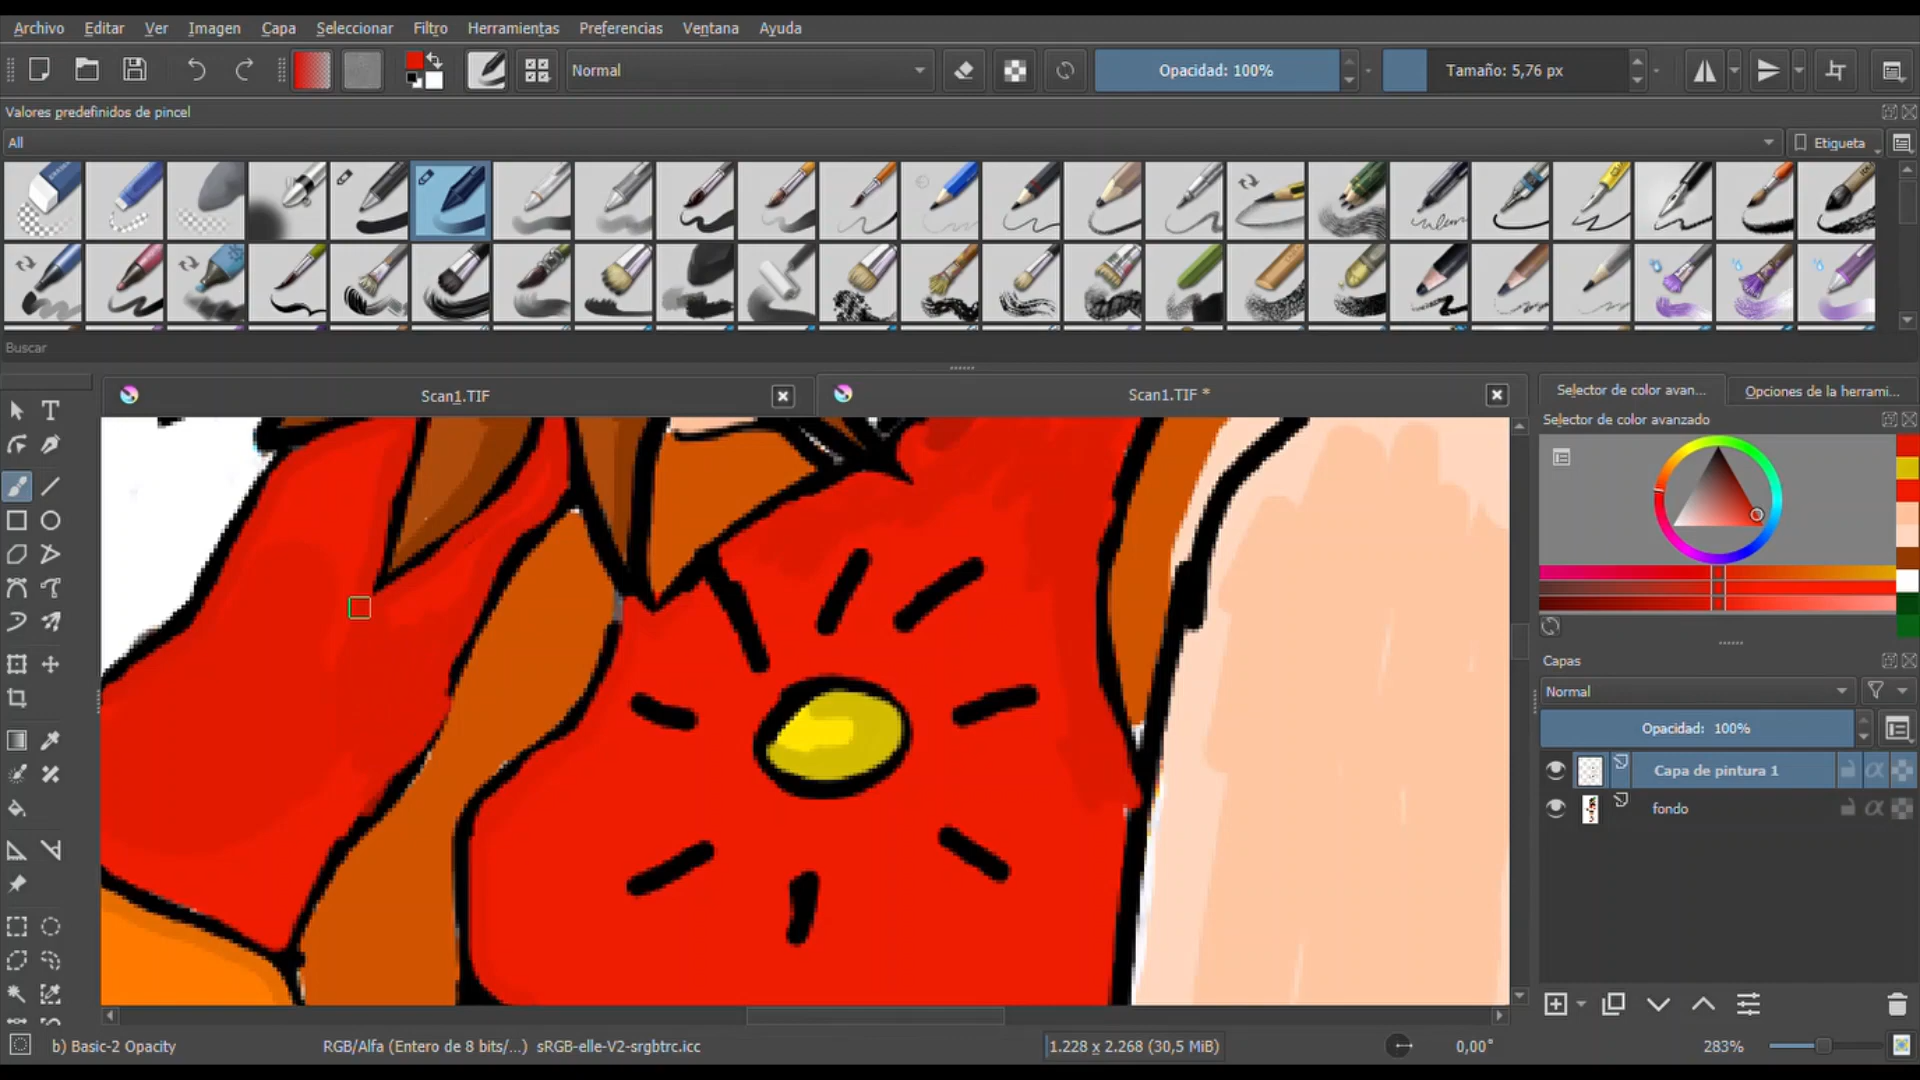 Archivo Editar Ver Imagen Capa Seleccionar Filtro Herramientas Preferencias Ventana Ayuda
Normal Opacidad: 100% Tamaño: 5,76 px
Valores predefinidos de pincel
All Etiqueta
Buscar
Scan1.TIF Scan1.TIF * Selector de color avan... Opciones de la herrami...
Selector de color avanzado
Capas
Normal
Opacidad: 100%
Capa de pintura 1
fondo
b) Basic-2 Opacity RGB/Alfa (Entero de 8 bits/...) sRGB-elle-V2-srgbtrc.icc 1.228 x 2.268 (30,5 MiB) 0,00° 283%